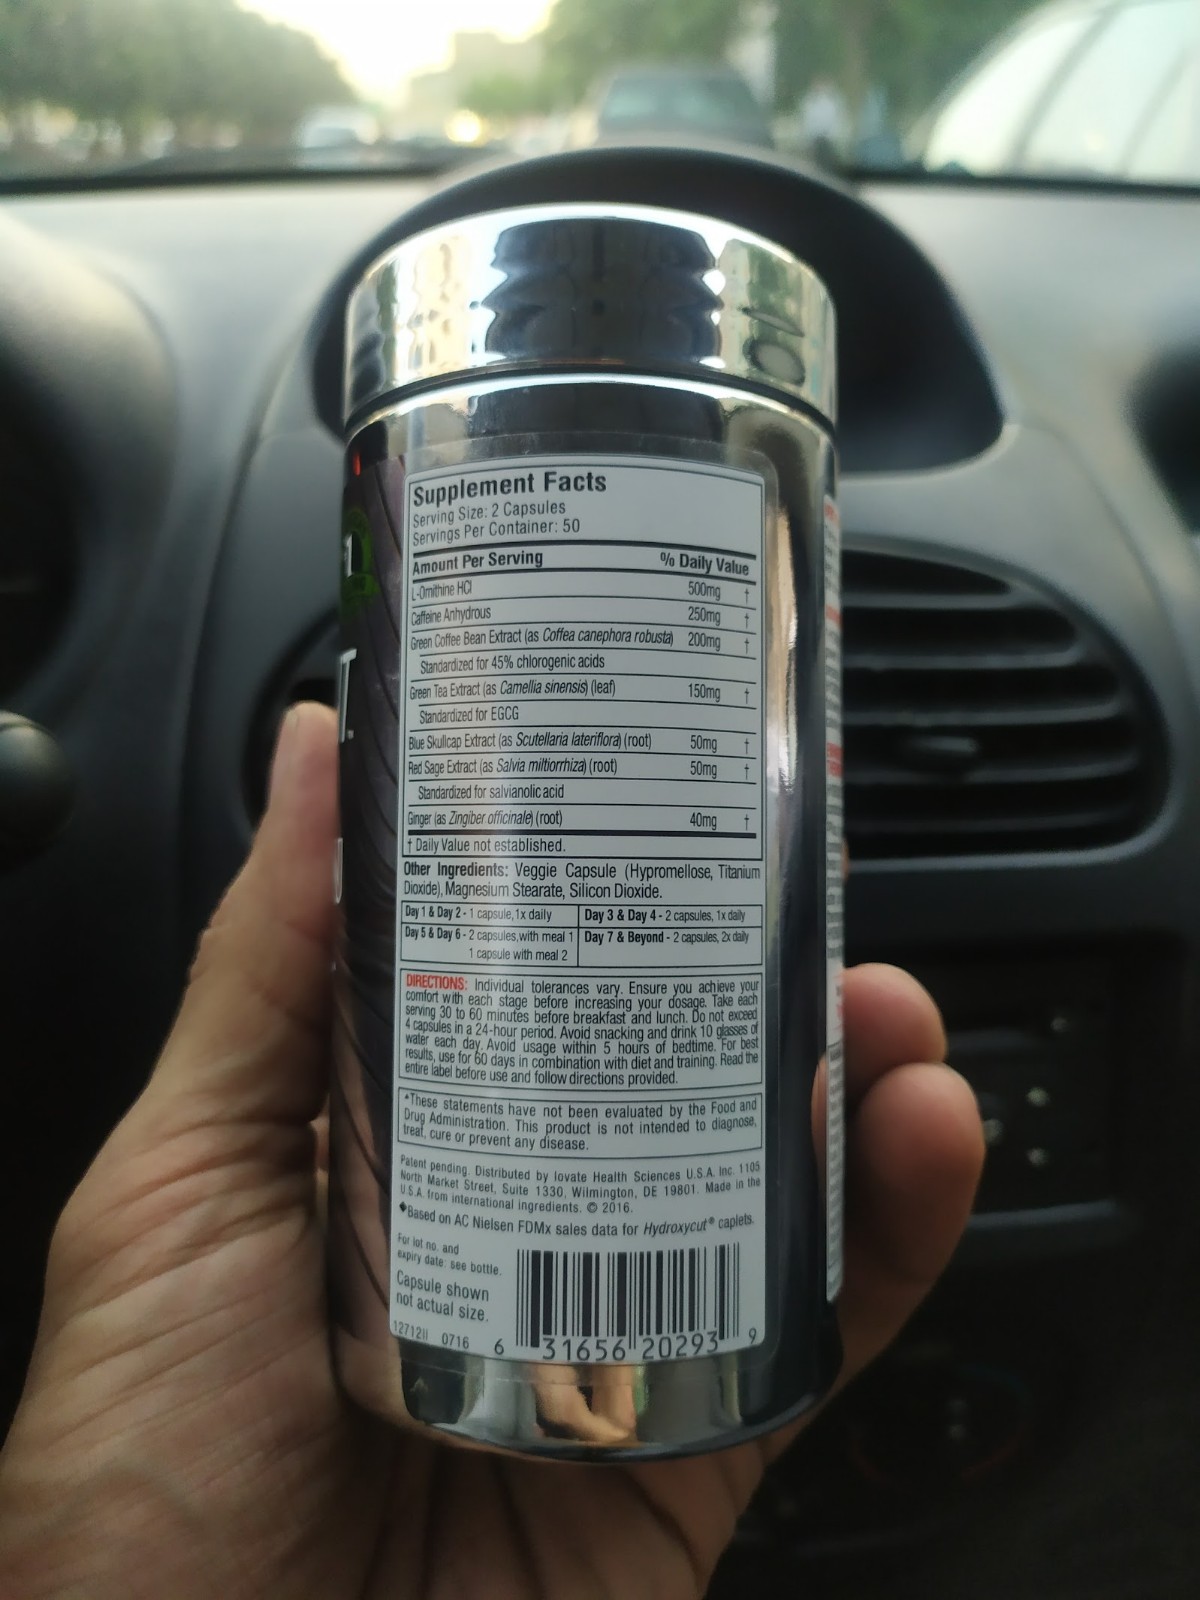 Supplement Facts
Serving Size: 2 Capsules
Servings Per Container: 50
Amount Per Serving % Daily Value
L-Ornithine HCl 500mg †
Caffeine Anhydrous 250mg †
Green Coffee Bean Extract (as Coffea canephora robusta) 200mg †
Standardized for 45% chlorogenic acids
Green Tea Extract (as Camellia sinensis) (leaf) 150mg †
Standardized for EGCG
Blue Skullcap Extract (as Scutellaria lateriflora) (root) 50mg †
Red Sage Extract (as Salvia miltiorrhiza) (root) 50mg †
Standardized for salvianolic acid
Ginger (as Zingiber officinale) (root) 40mg †
† Daily Value not established.
Other Ingredients: Veggie Capsule (Hypromellose, Titanium
Dioxide), Magnesium Stearate, Silicon Dioxide.
Day 1 & Day 2 - 1 capsule, 1x daily
Day 3 & Day 4 - 2 capsules, 1x daily
Day 5 & Day 6 - 2 capsules, with meal 1
1 capsule with meal 2
Day 7 & Beyond - 2 capsules, 2x daily
DIRECTIONS: Individual tolerances vary. Ensure you achieve your
comfort with each stage before increasing your dosage. Take each
serving 30 to 60 minutes before breakfast and lunch. Do not exceed
4 capsules in a 24-hour period. Avoid snacking and drink 10 glasses of
water each day. Avoid usage within 5 hours of bedtime. For best
results, use for 60 days in combination with diet and training. Read the
entire label before use and follow directions provided.
*These statements have not been evaluated by the Food and
Drug Administration. This product is not intended to diagnose,
treat, cure or prevent any disease.
Patent pending. Distributed by Iovate Health Sciences U.S.A. Inc. 1105
North Market Street, Suite 1330, Wilmington, DE 19801. Made in the
U.S.A. from international ingredients. © 2016.
◆Based on AC Nielsen FDMx sales data for Hydroxycut® caplets.
For lot no. and
expiry date: see bottle.
Capsule shown
not actual size.
12712II 0716
6 31656 20293 9